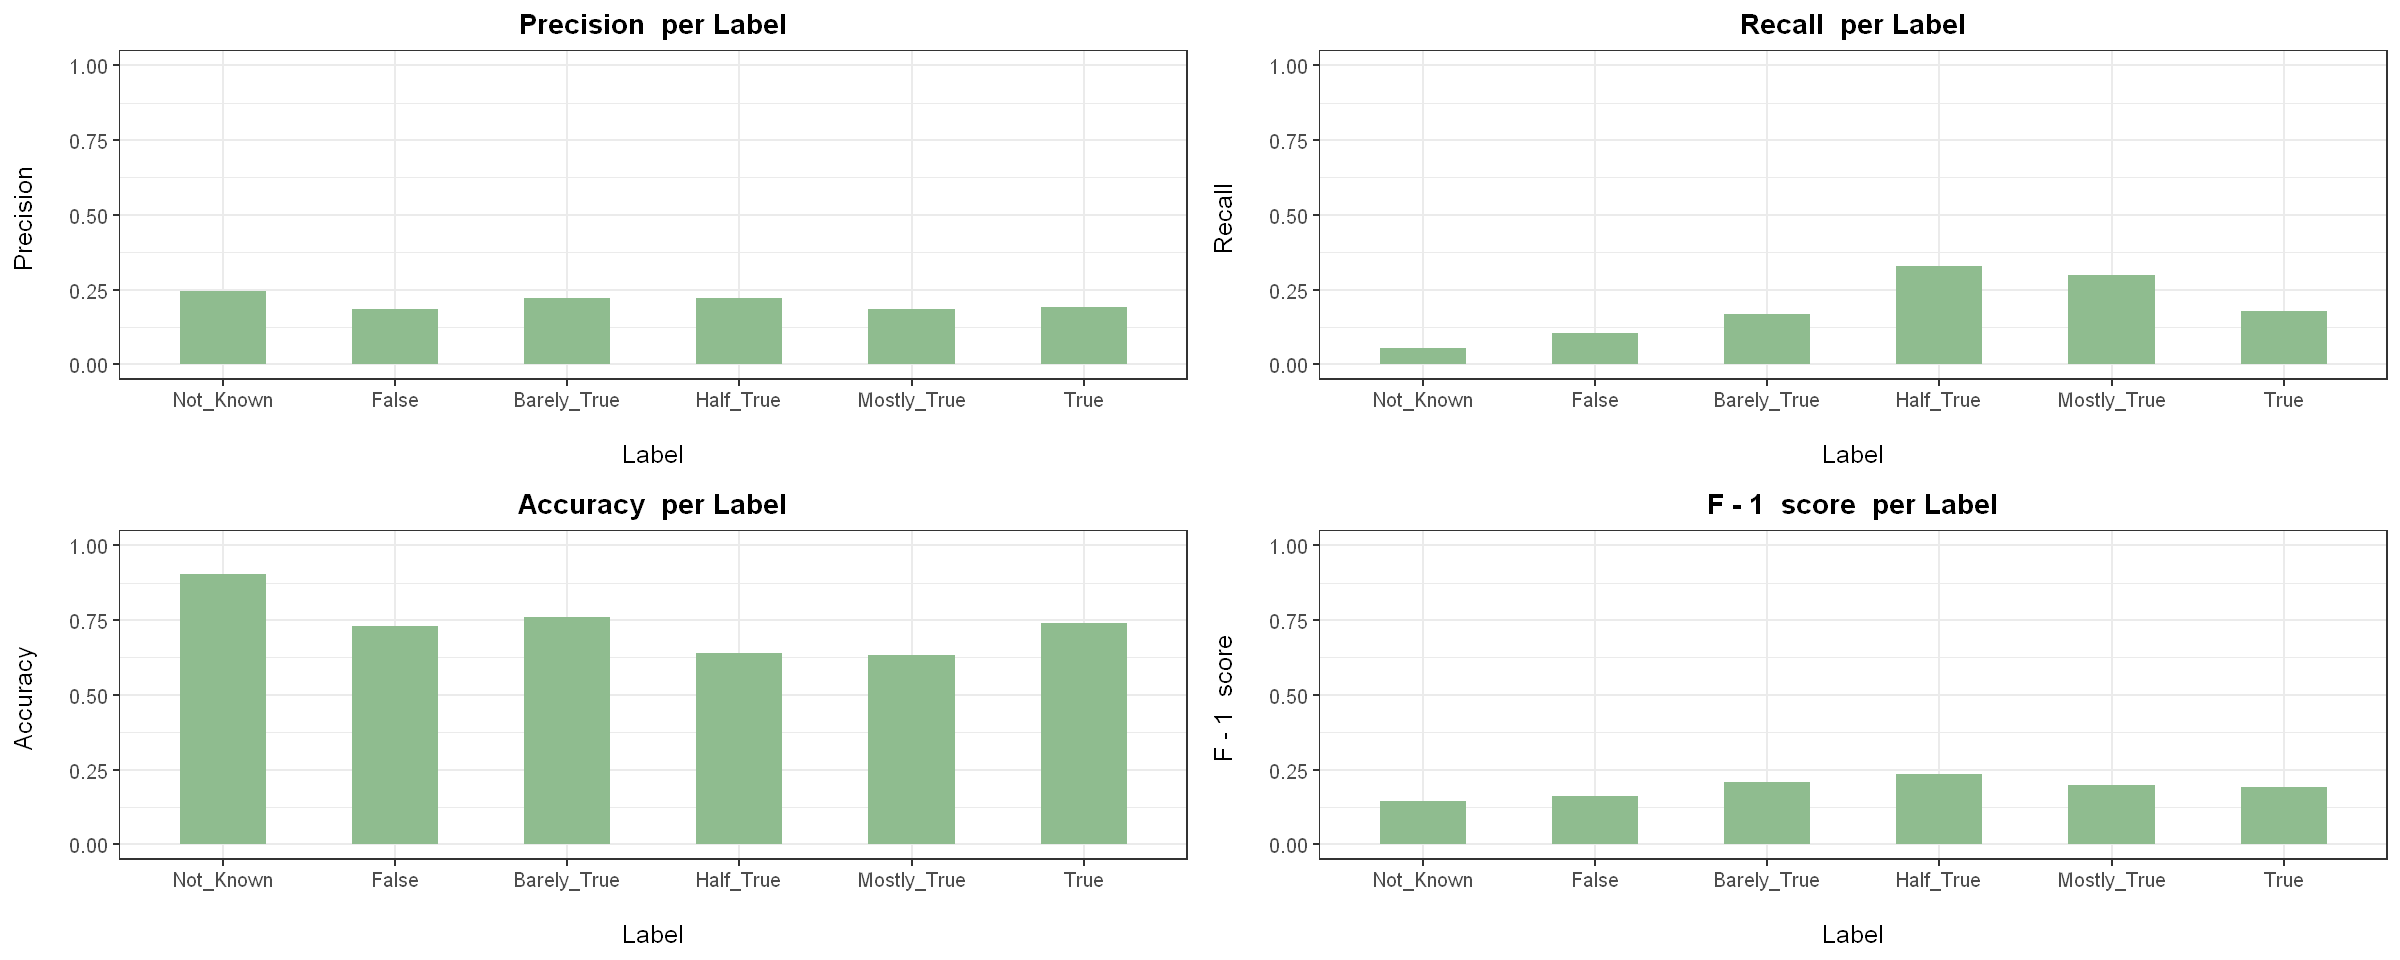 Precision  per Label
1.00
0.75
0.50
0.25
0.00
Precision
Not_Known False Barely_True Half_True Mostly_True True
Label
Recall  per Label
1.00
0.75
0.50
0.25
0.00
Recall
Not_Known False Barely_True Half_True Mostly_True True
Label
Accuracy  per Label
1.00
0.75
0.50
0.25
0.00
Accuracy
Not_Known False Barely_True Half_True Mostly_True True
Label
F - 1  score  per Label
1.00
0.75
0.50
0.25
0.00
F - 1  score
Not_Known False Barely_True Half_True Mostly_True True
Label